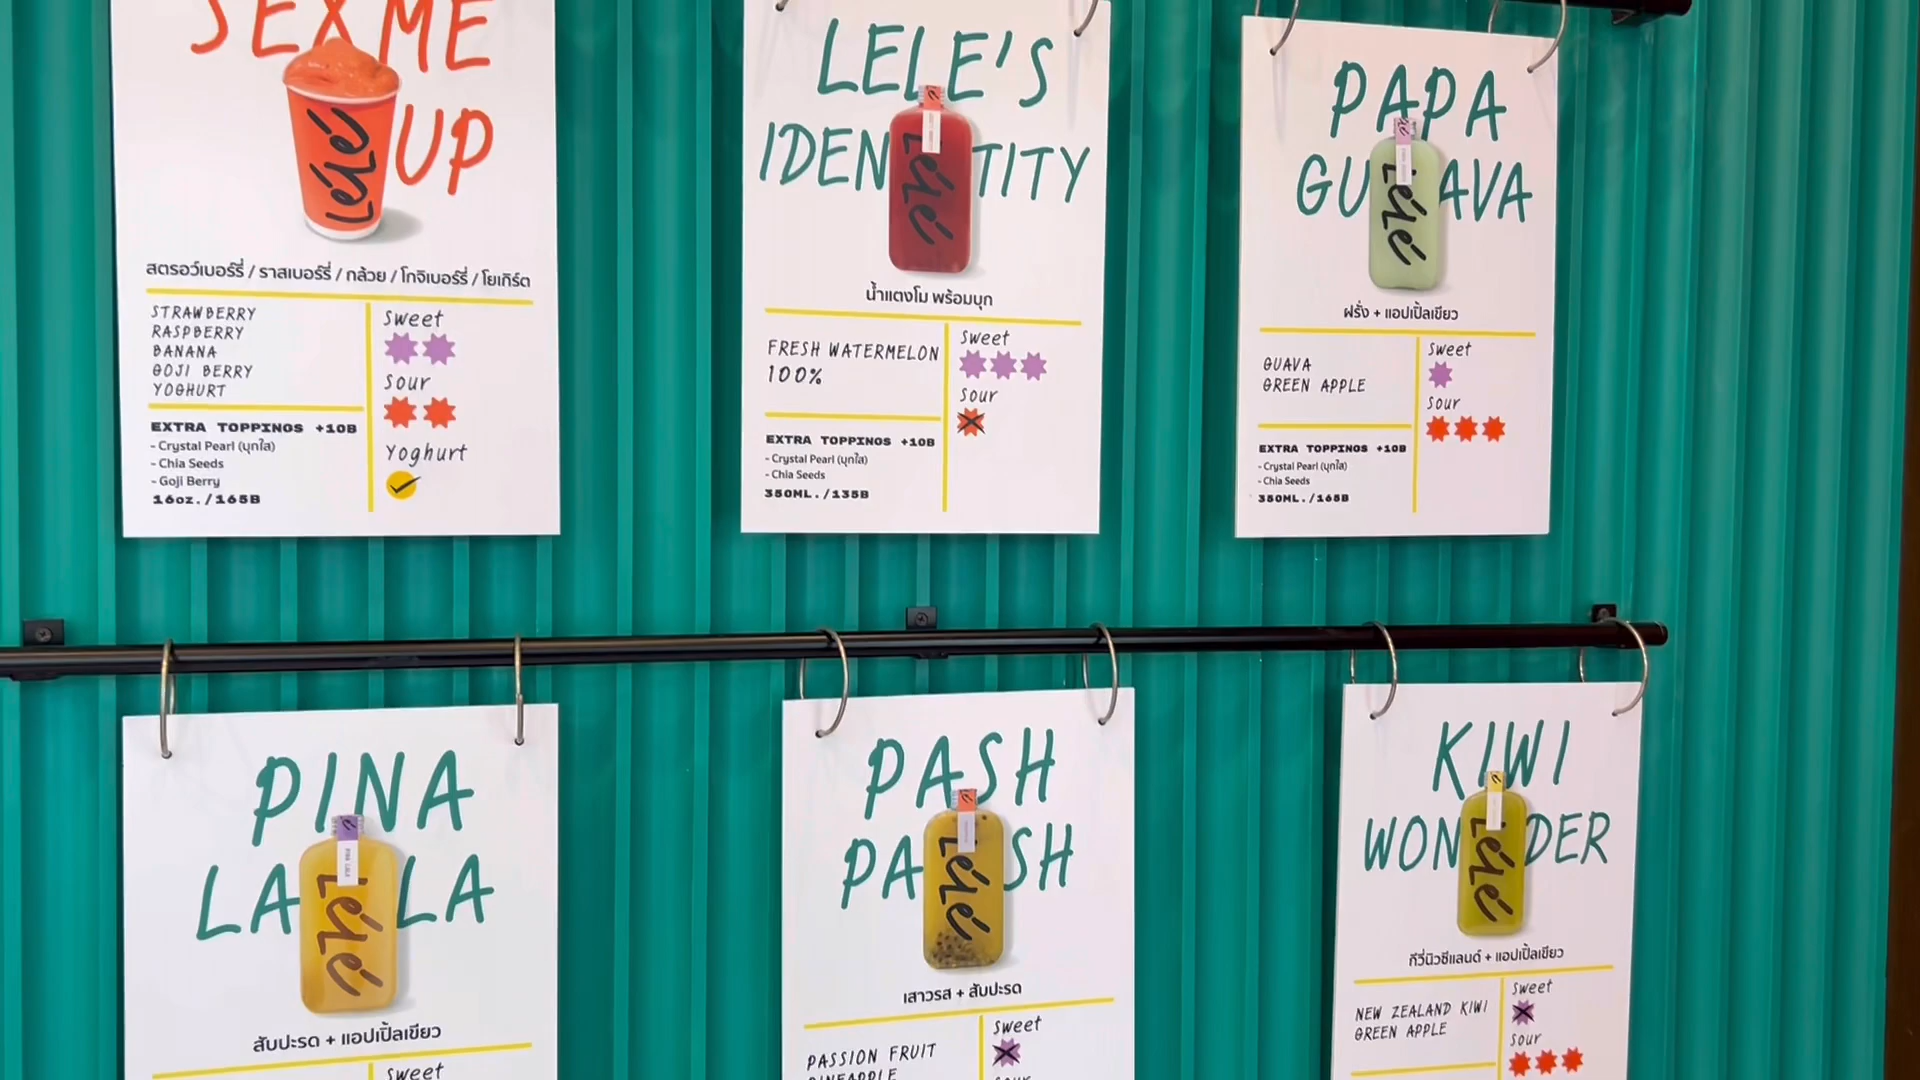 SEX ME
UP
LéLé
สตรอว์เบอร์รี่ / ราสเบอร์รี่ / กล้วย / โกจิเบอร์รี่ / โยเกิร์ต
STRAWBERRY
RASPBERRY
BANANA
GOJI BERRY
YOGHURT
Sweet
Sour
Yoghurt
EXTRA TOPPINGS +10B
- Crystal Pearl (บุกใส)
- Chia Seeds
- Goji Berry
16oz./165B
LELE'S
IDENTITY
LéLé
น้ำแตงโม พร้อมบุก
FRESH WATERMELON
100%
Sweet
Sour
EXTRA TOPPINGS +10B
- Crystal Pearl (บุกใส)
- Chia Seeds
350ML./135B
PAPA
GUAVA
LéLé
ฝรั่ง + แอปเปิ้ลเขียว
GUAVA
GREEN APPLE
Sweet
Sour
EXTRA TOPPINGS +10B
- Crystal Pearl (บุกใส)
- Chia Seeds
350ML./165B
PINA
LALA
LéLé
สับปะรด + แอปเปิ้ลเขียว
Sweet
PASH
PASH
LéLé
เสาวรส + สับปะรด
PASSION FRUIT
PINEAPPLE
Sweet
Sour
KIWI
WONDER
LéLé
กีวี่นิวซีแลนด์ + แอปเปิ้ลเขียว
NEW ZEALAND KIWI
GREEN APPLE
Sweet
Sour